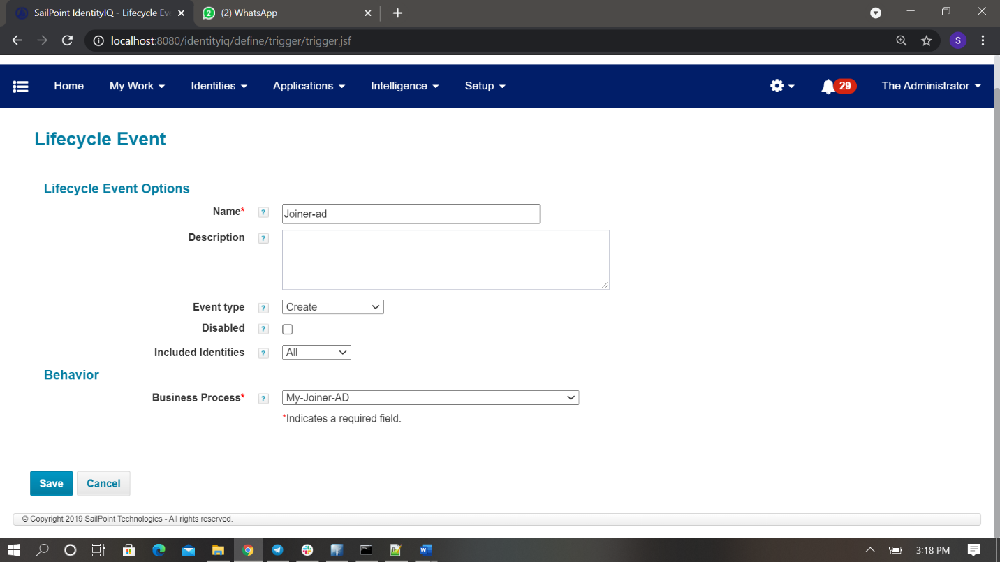 SailPoint IdentityIQ - Lifecycle Eve
2
(2) WhatsApp
localhost:8080/identityiq/define/trigger/trigger.jsf
S
Home My Work Identities Applications Intelligence Setup 29 The Administrator
Lifecycle Event
Lifecycle Event Options
Name* ? Joiner-ad
Description ?
Event type ? Create
Disabled ?
Included Identities ? All
Behavior
Business Process* ? My-Joiner-AD
*Indicates a required field.
Save Cancel
© Copyright 2019 SailPoint Technologies - All rights reserved.
3:18 PM